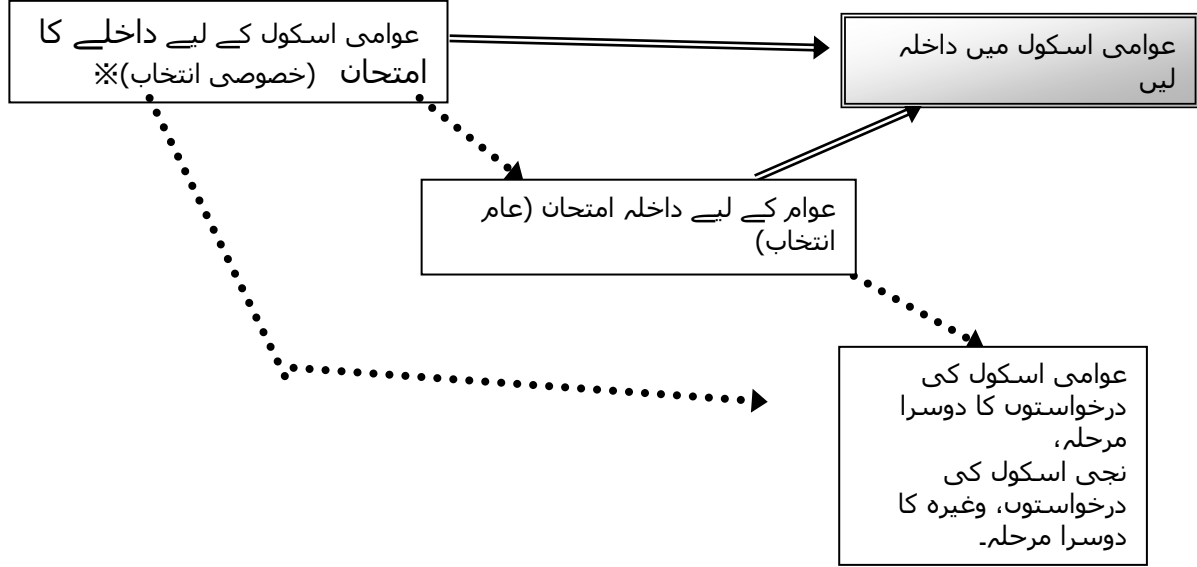 عوامی اسکول کے لیے داخلے کا
امتحان (خصوصی انتخاب)※
عوامی اسکول میں داخلہ
لیں
عوام کے لیے داخلہ امتحان (عام
انتخاب)
عوامی اسکول کی
درخواستوں کا دوسرا
مرحلہ،
نجی اسکول کی
درخواستوں، وغیرہ کا
دوسرا مرحلہ۔